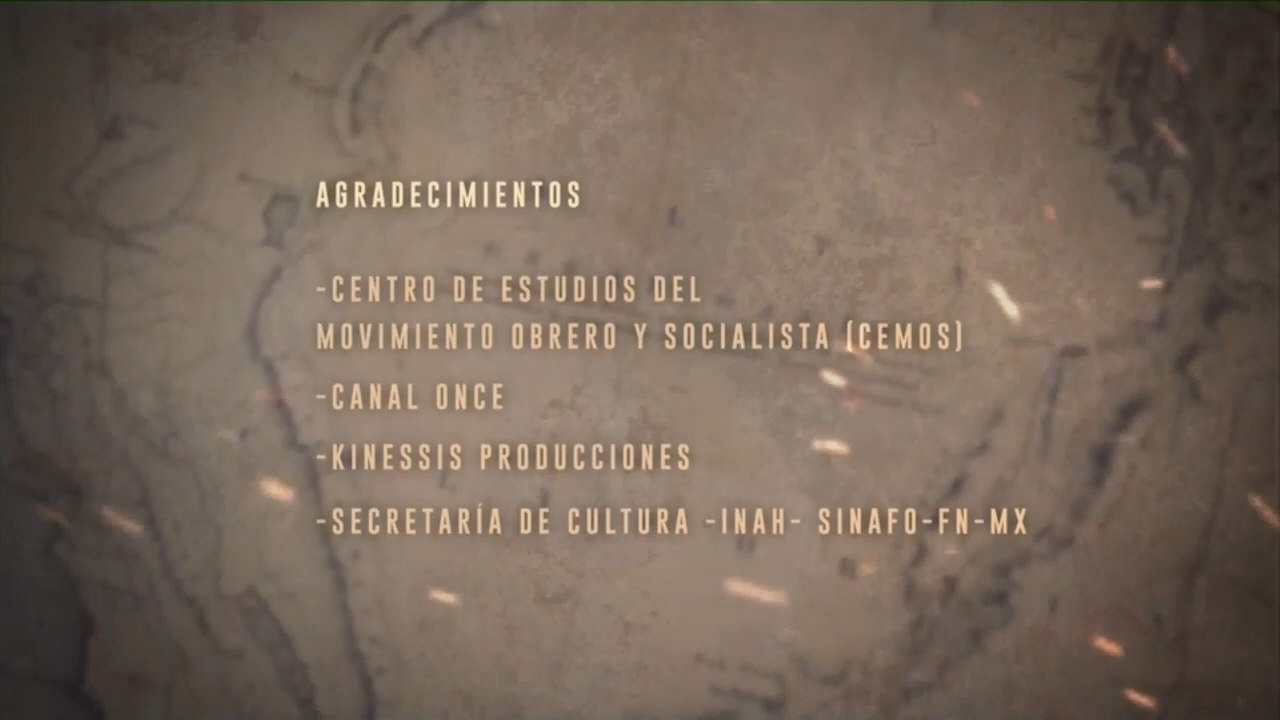 AGRADECIMIENTOS
-CENTRO DE ESTUDIOS DEL
MOVIMIENTO OBRERO Y SOCIALISTA (CEMOS)
-CANAL ONCE
-KINESSIS PRODUCCIONES
-SECRETARÍA DE CULTURA -INAH- SINAFO-FN-MX